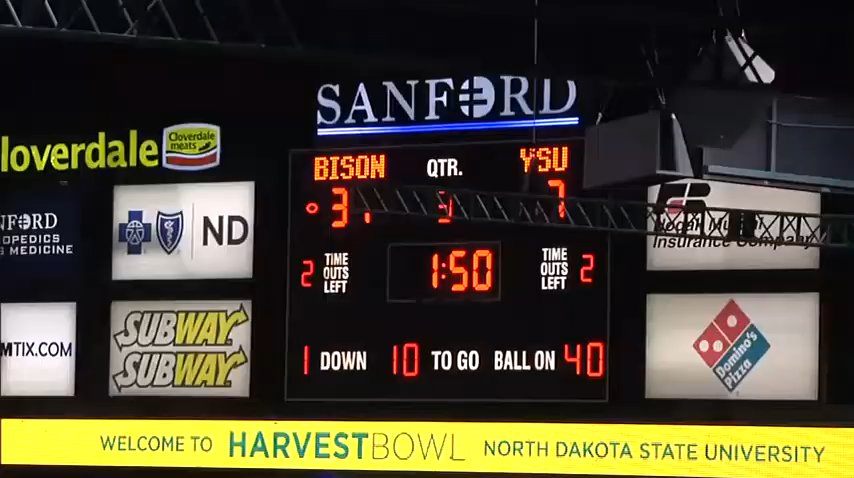 SANFORD
Cloverdale
meats
loverdale
BISON QTR. YSU
3 7
2 TIME OUTS LEFT 1:50 TIME OUTS LEFT 2
1 DOWN 10 TO GO BALL ON 40
NFORD
OPEDICS
MEDICINE
ND
MTIX.COM
SUBWAY
SUBWAY
Insurance Company
Domino's
Pizza
WELCOME TO HARVESTBOWL NORTH DAKOTA STATE UNIVERSITY